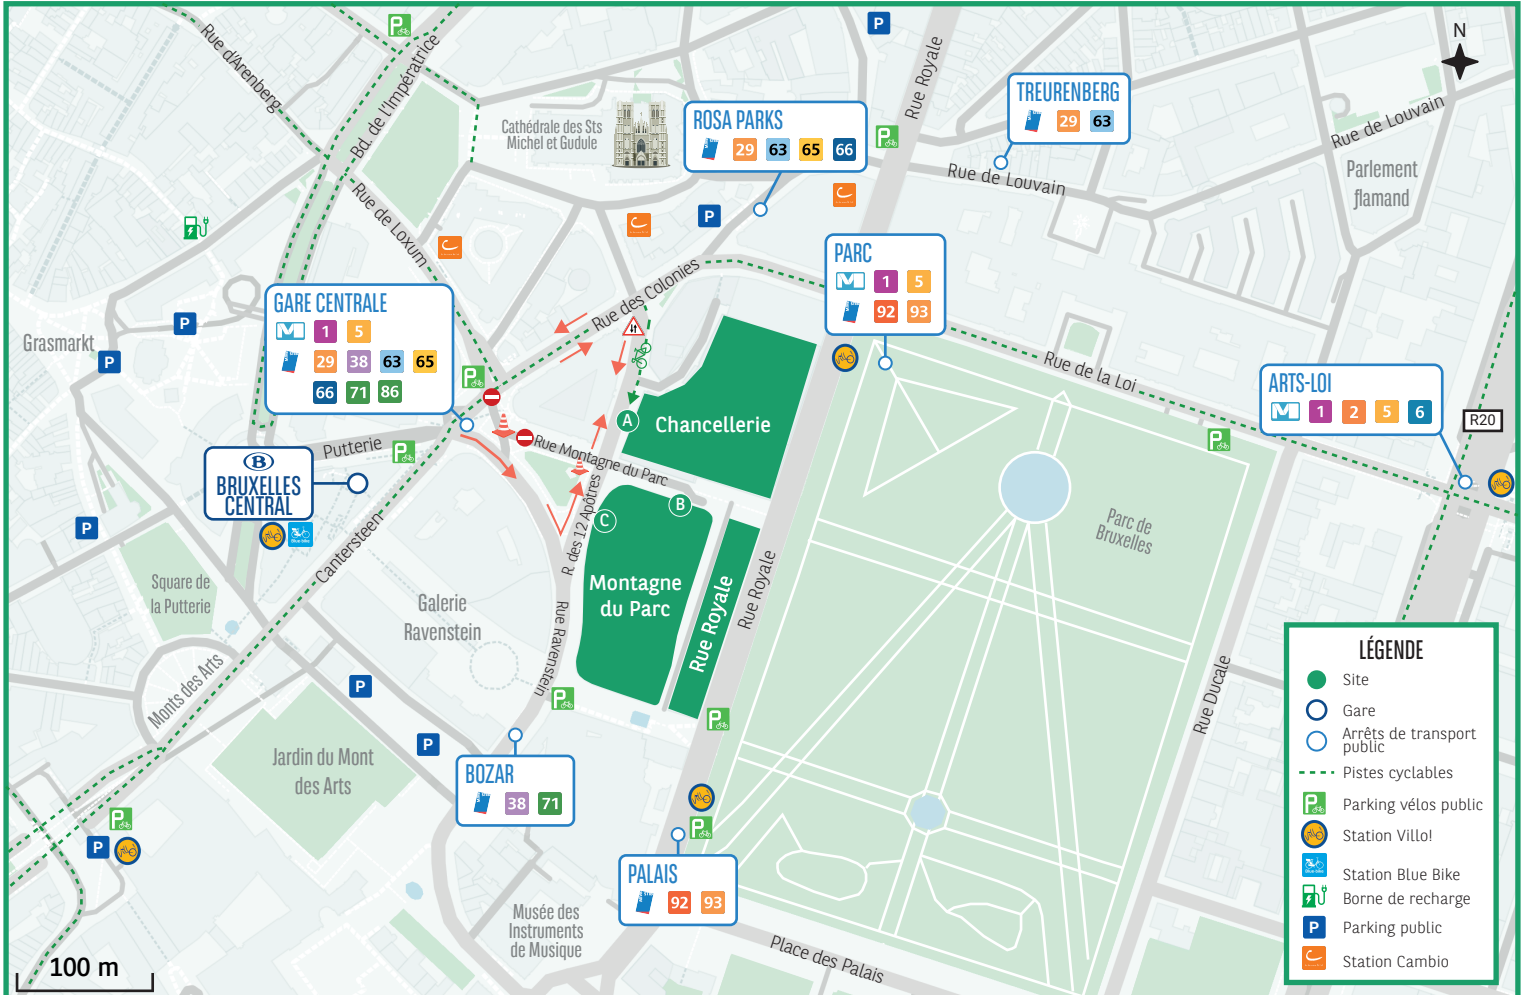 Rue d'Arenberg
Bd. de l'Impératrice
P
P
Rue Royale
N
TREURENBERG
29 63
Rue de Louvain
Cathédrale des Sts
Michel et Gudule
ROSA PARKS
29 63 65 66
P
Rue de Louvain
Parlement
flamand
Rue de Loxum
P
PARC
M 1 5
92 93
Rue des Colonies
GARE CENTRALE
M 1 5
29 38 63 65
66 71 86
P
Grasmarkt
P
P
Rue de la Loi
ARTS-LOI
M 1 2 5 6
R20
A
Chancellerie
P
Putterie
P
Rue Montagne du Parc
B
BRUXELLES
CENTRAL
Blue bike
P
C
B
R. des 12 Apôtres
Parc de
Bruxelles
Cantersteen
Square de
la Putterie
Galerie
Ravenstein
Montagne
du Parc
Rue Royale
Rue Royale
Rue Ravenstein
Monts des Arts
P
P
P
Rue Ducale
Jardin du Mont
des Arts
P
BOZAR
38 71
P
P
P
PALAIS
92 93
Musée des
Instruments
de Musique
Place des Palais
100 m
LÉGENDE
Site
Gare
Arrêts de transport
public
Pistes cyclables
P Parking vélos public
Station Villo!
Station Blue Bike
Borne de recharge
P Parking public
Station Cambio